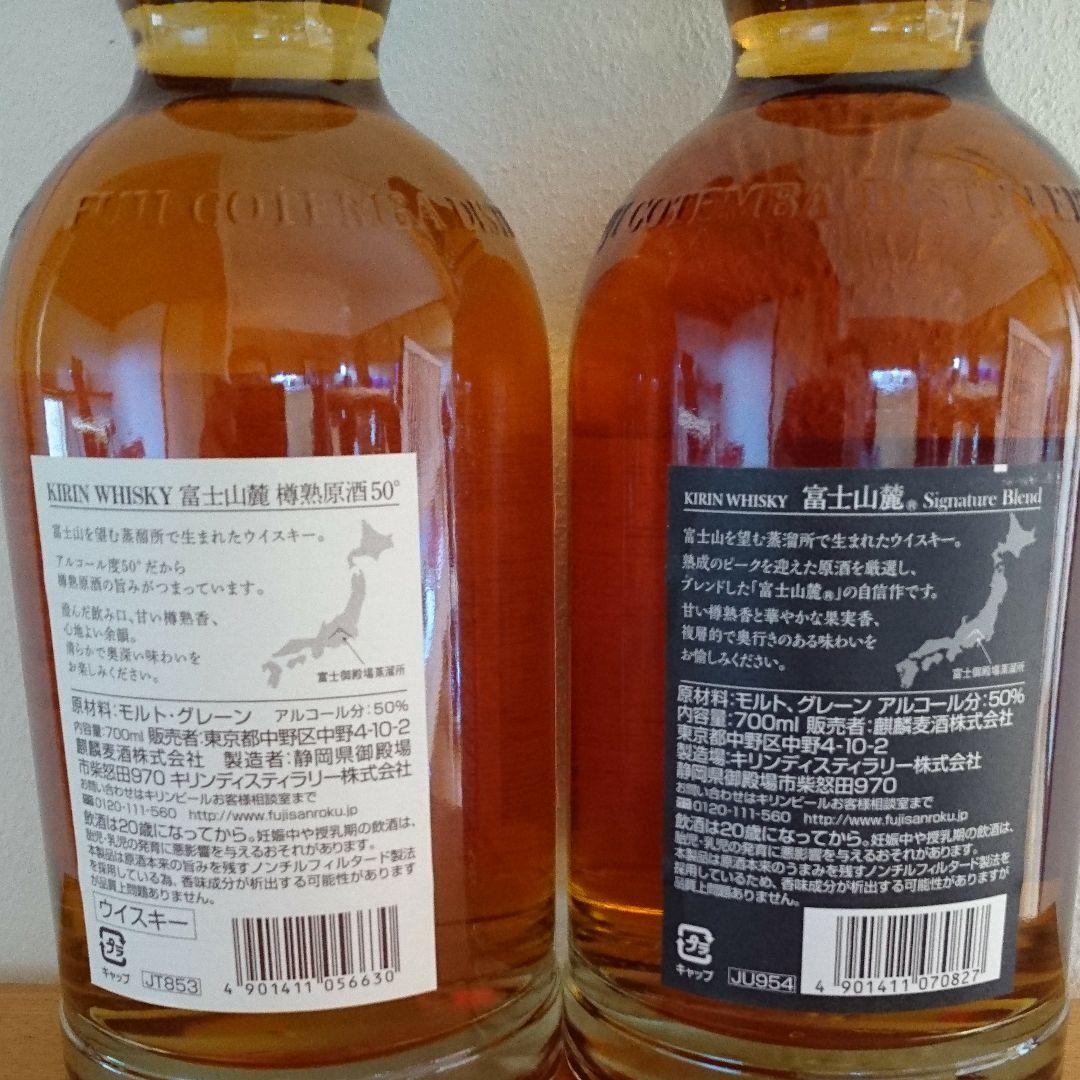 FUJI GOTEMBA DIS
KIRIN WHISKY 富士山麓 樽熟原酒50°
富士山を望む蒸溜所で生まれたウイスキー。
アルコール度50°だから
樽熟原酒の旨みがつまっています。
澄んだ飲み口、甘い樽熟香、
心地よい余韻。
清らかで奥深い味わいを
お楽しみください。
富士御殿場蒸溜所
原材料:モルト・グレーン アルコール分:50%
内容量:700ml 販売者:東京都中野区中野4-10-2
麒麟麦酒株式会社 製造者:静岡県御殿場
市柴怒田970 キリンディスティラリー株式会社
お問い合わせはキリンビールお客様相談室まで
0120-111-560 http://www.fujisanroku.jp
飲酒は20歳になってから。妊娠中や授乳期の飲酒は、
胎児・乳児の発育に悪影響を与えるおそれがあります。
本製品は原酒本来の旨みを残すノンチルフィルタード製法
を採用している為、香味成分が析出する可能性があります
が品質上問題ありません。
ウイスキー
プラ
キャップ
JT853
4 901411 056630
GOTEMBA DISTILLE
KIRIN WHISKY 富士山麓® Signature Blend
富士山を望む蒸溜所で生まれたウイスキー。
熟成のピークを迎えた原酒を厳選し、
ブレンドした「富士山麓®」の自信作です。
甘い樽熟香と華やかな果実香、
複層的で奥行きのある味わいを
お愉しみください。
富士御殿場蒸溜所
原材料:モルト、グレーン アルコール分:50%
内容量:700ml 販売者:麒麟麦酒株式会社
東京都中野区中野4-10-2
製造場:キリンディスティラリー株式会社
静岡県御殿場市柴怒田970
お問い合わせはキリンビールお客様相談室まで
0120-111-560 http://www.fujisanroku.jp
飲酒は20歳になってから。妊娠中や授乳期の飲酒は、
胎児・乳児の発育に悪影響を与えるおそれがあります。
本製品は原酒本来のうまみを残すノンチルフィルタード製法を
採用しているため、香味成分が析出する可能性がありますが
品質上問題ありません。
プラ
キャップ
JU954
4 901411 070827